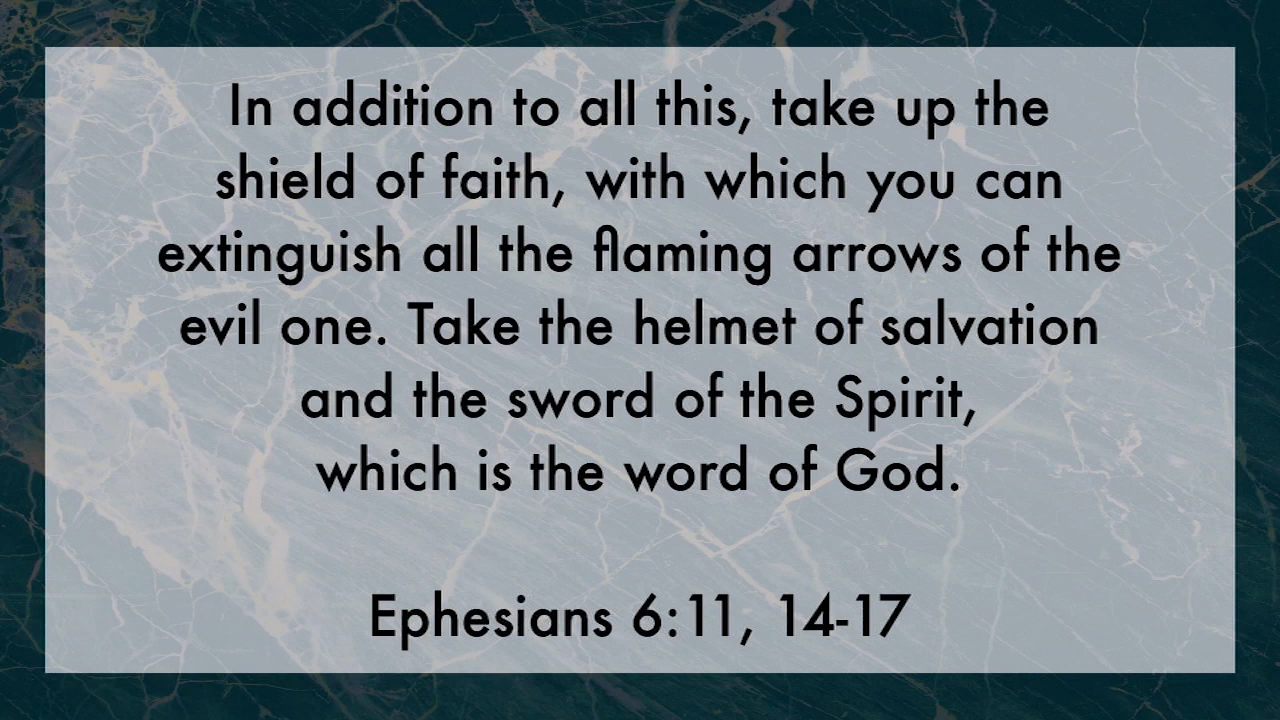 In addition to all this, take up the
shield of faith, with which you can
extinguish all the flaming arrows of the
evil one. Take the helmet of salvation
and the sword of the Spirit,
which is the word of God.
Ephesians 6:11, 14-17